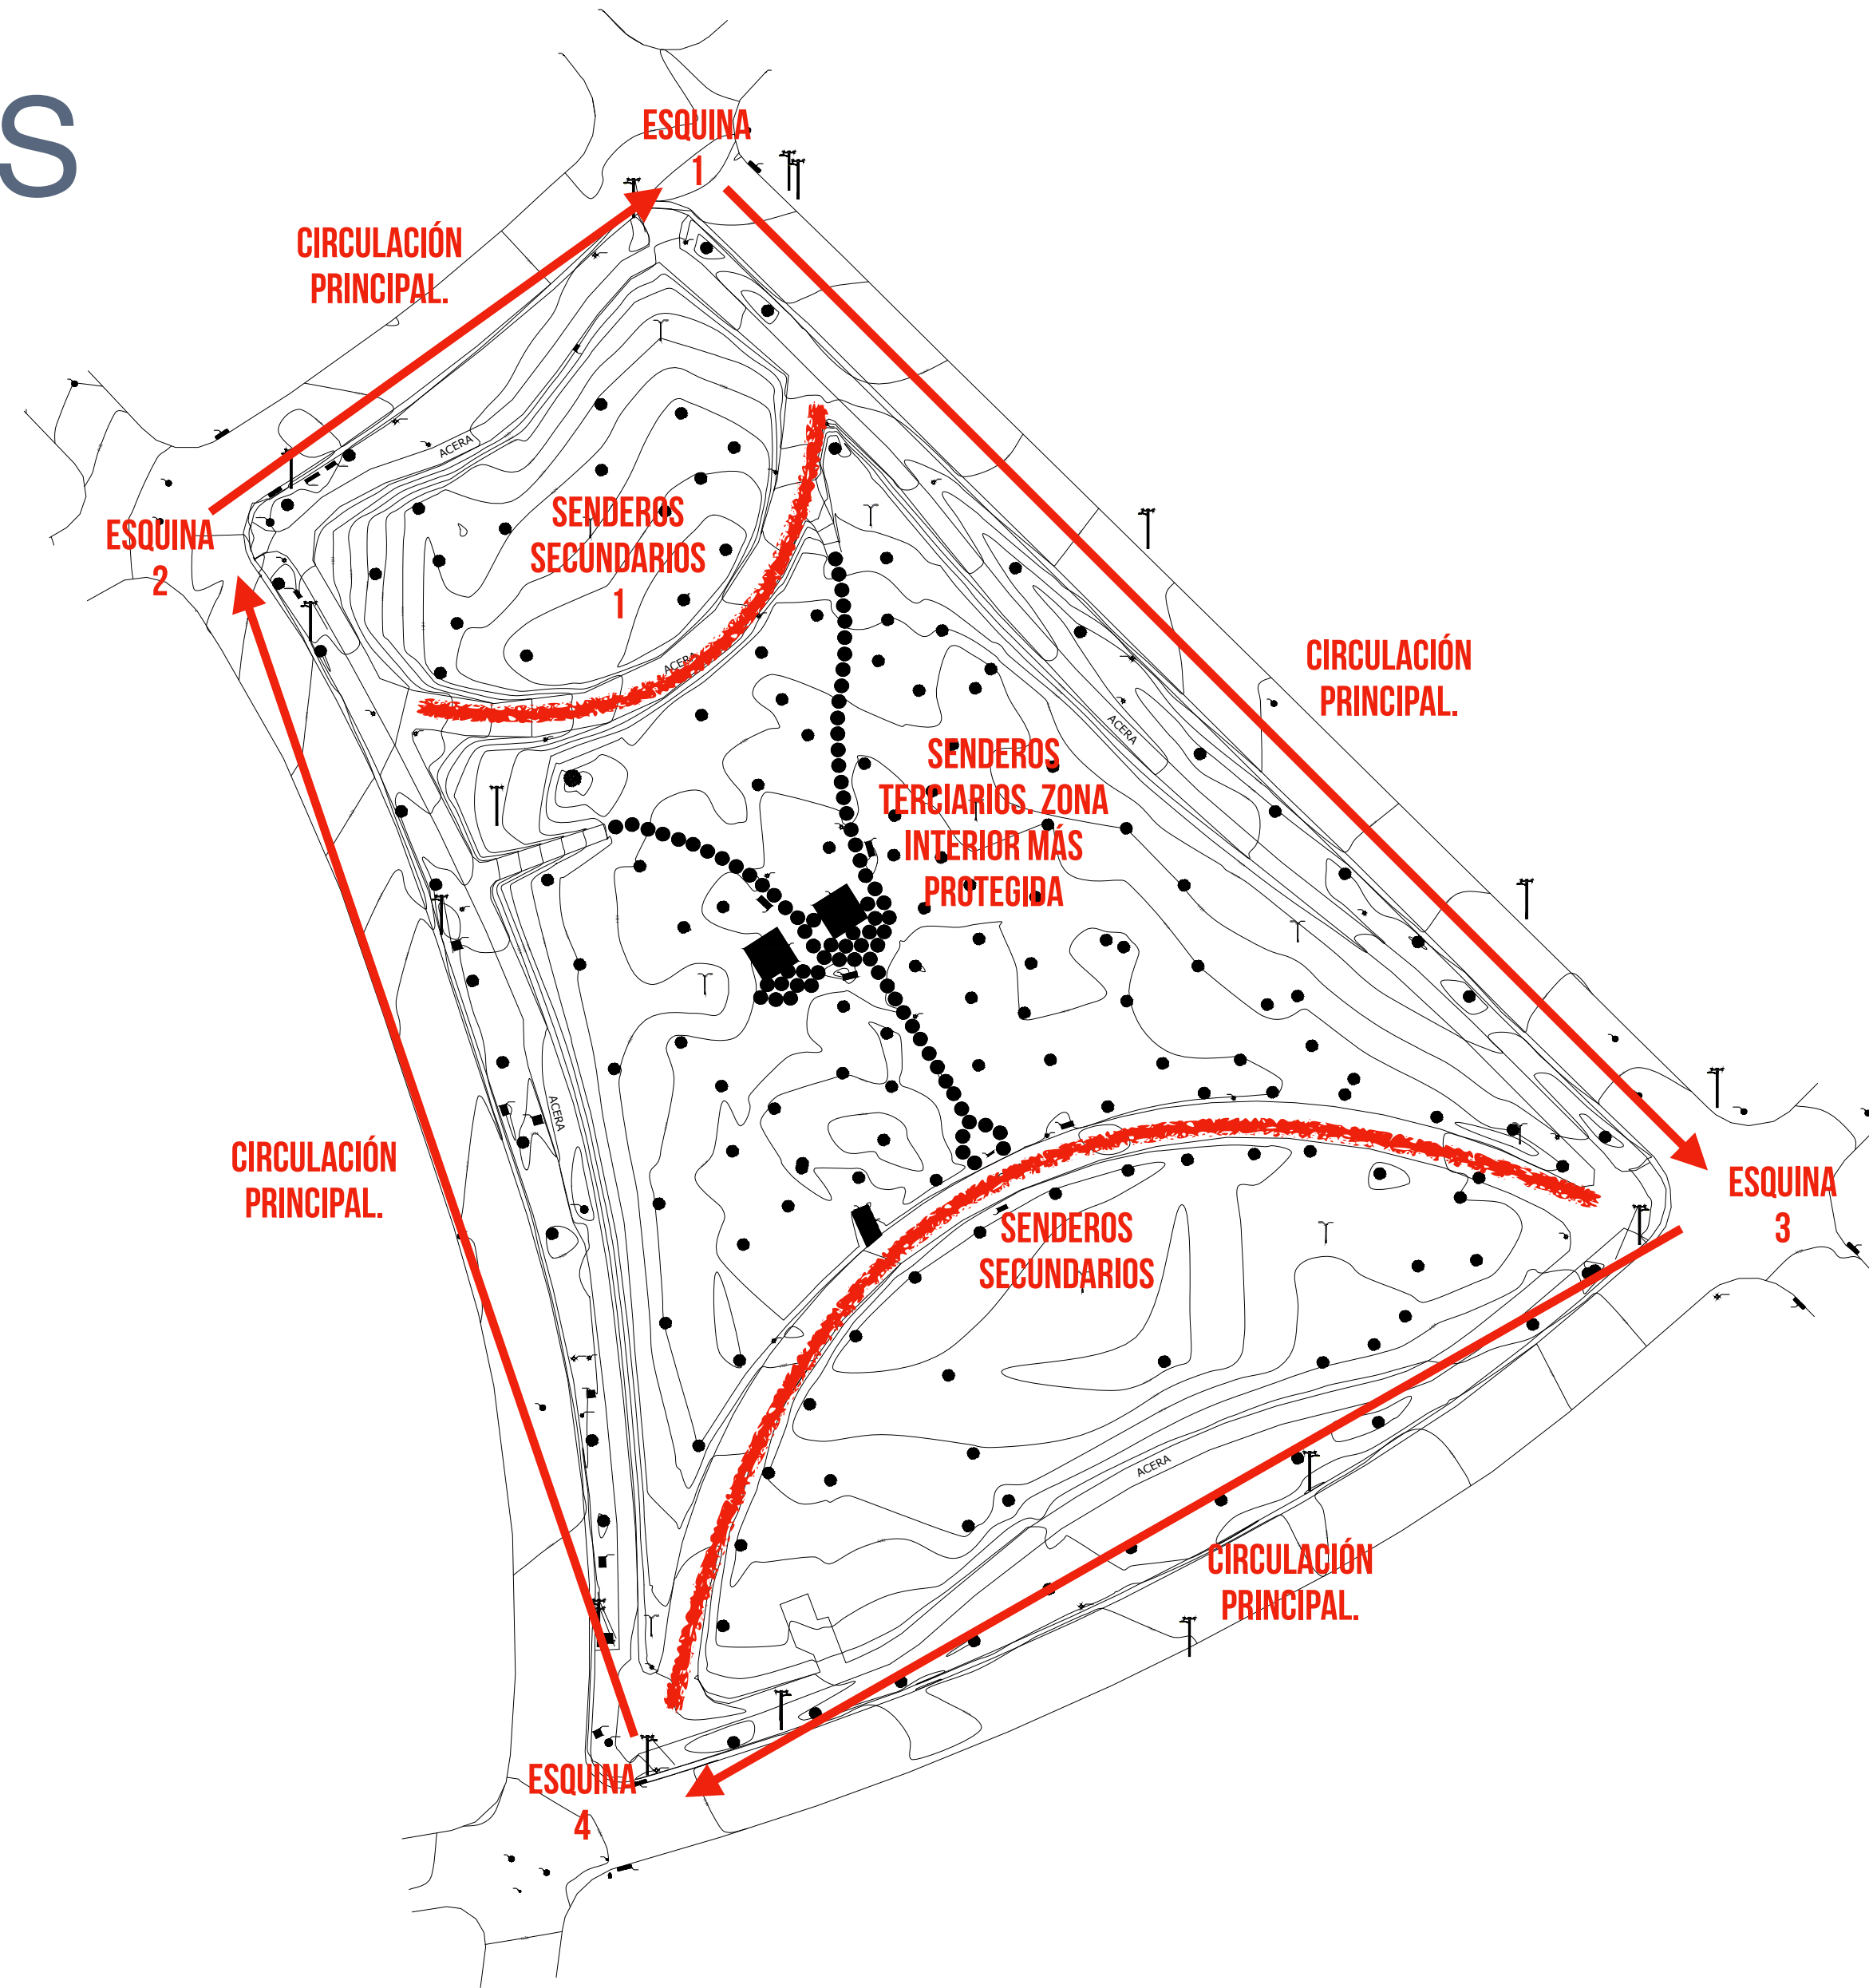 S
ESQUINA
1
CIRCULACIÓN
PRINCIPAL.
ACERA
SENDEROS
SECUNDARIOS
1
ESQUINA
2
ACERA
CIRCULACIÓN
PRINCIPAL.
ACERA
SENDEROS
TERCIARIOS. ZONA
INTERIOR MÁS
PROTEGIDA
ACERA
CIRCULACIÓN
PRINCIPAL.
ESQUINA
3
SENDEROS
SECUNDARIOS
ACERA
CIRCULACIÓN
PRINCIPAL.
ESQUINA
4